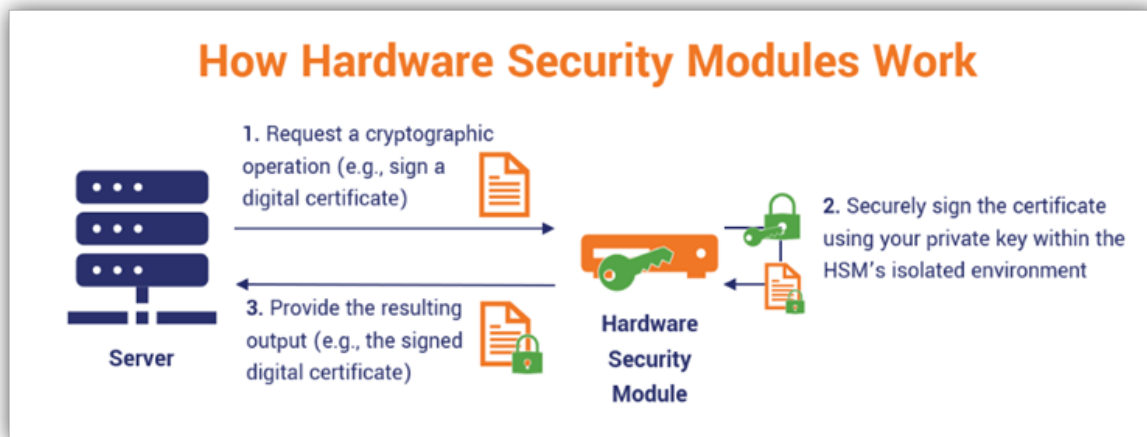 How Hardware Security Modules Work
1. Request a cryptographic
operation (e.g., sign a
digital certificate)
2. Securely sign the certificate
using your private key within the
HSM's isolated environment
3. Provide the resulting
output (e.g., the signed
digital certificate)
Server
Hardware
Security
Module